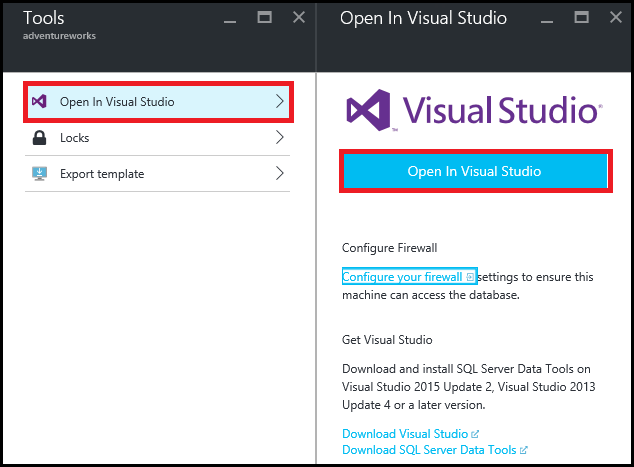 Tools
adventureworks
Open In Visual Studio
Locks
Export template
Open In Visual Studio
Visual Studio
Open In Visual Studio
Configure Firewall
Configure your firewall settings to ensure this
machine can access the database.
Get Visual Studio
Download and install SQL Server Data Tools on
Visual Studio 2015 Update 2, Visual Studio 2013
Update 4 or a later version.
Download Visual Studio
Download SQL Server Data Tools